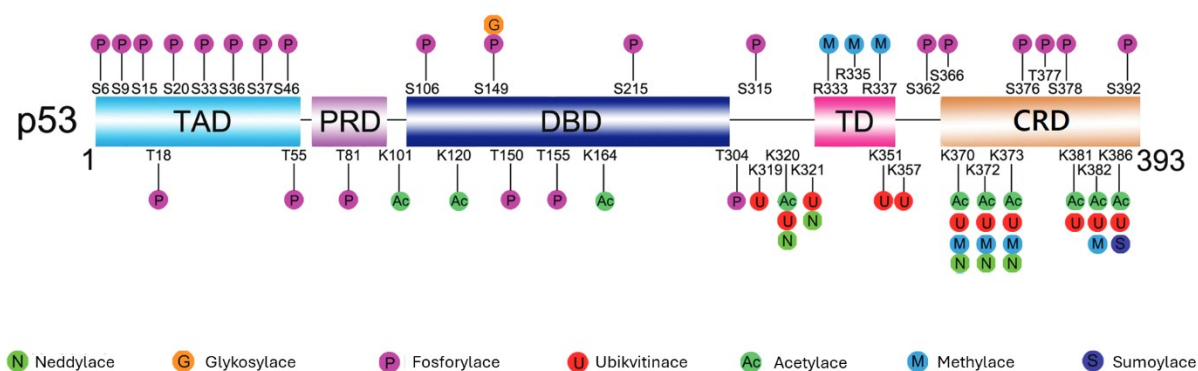 G
P P P P P P P P P P P P M M M P P P P P P
R335 S366 T377
S6 S9 S15 S20 S33 S36 S37 S46 S106 S149 S215 S315 R333 R337 S362 S376 S378 S392
p53 TAD PRD DBD TD CRD
1 T18 T55 T81 K101 K120 T150 T155 K164 T304 K320 K351 K370 K373 K381 K386 393
K319 K321 K357 K372 K382
P P P Ac Ac P P Ac P U Ac U U U Ac Ac Ac Ac Ac Ac
U N U U U U U U
N M M M M S
N N N
N Neddylace G Glykosylace P Fosforylace U Ubikvitinace Ac Acetylace M Methylace S Sumoylace